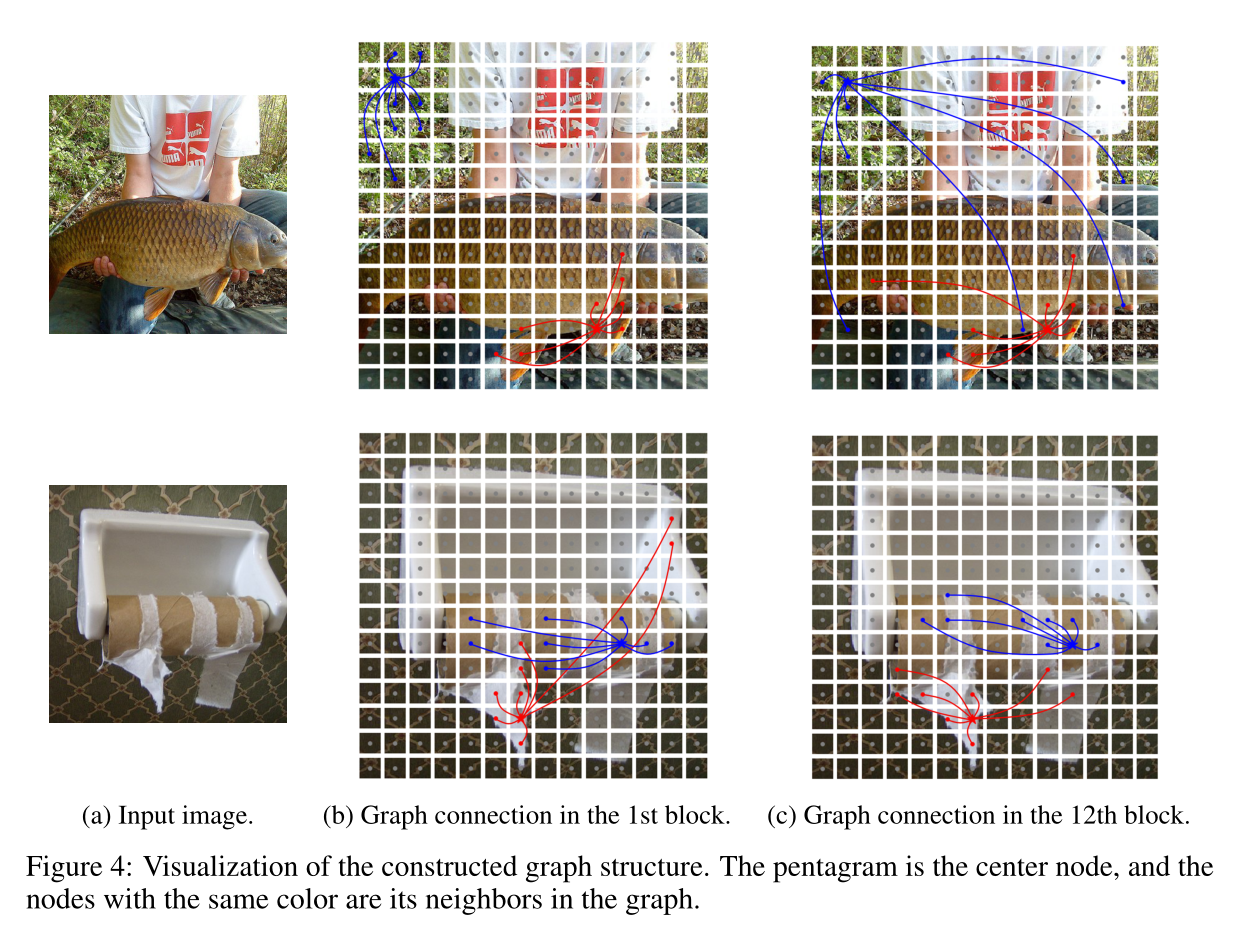 PUMA
(a) Input image.
(b) Graph connection in the 1st block.
(c) Graph connection in the 12th block.
Figure 4: Visualization of the constructed graph structure. The pentagram is the center node, and the
nodes with the same color are its neighbors in the graph.